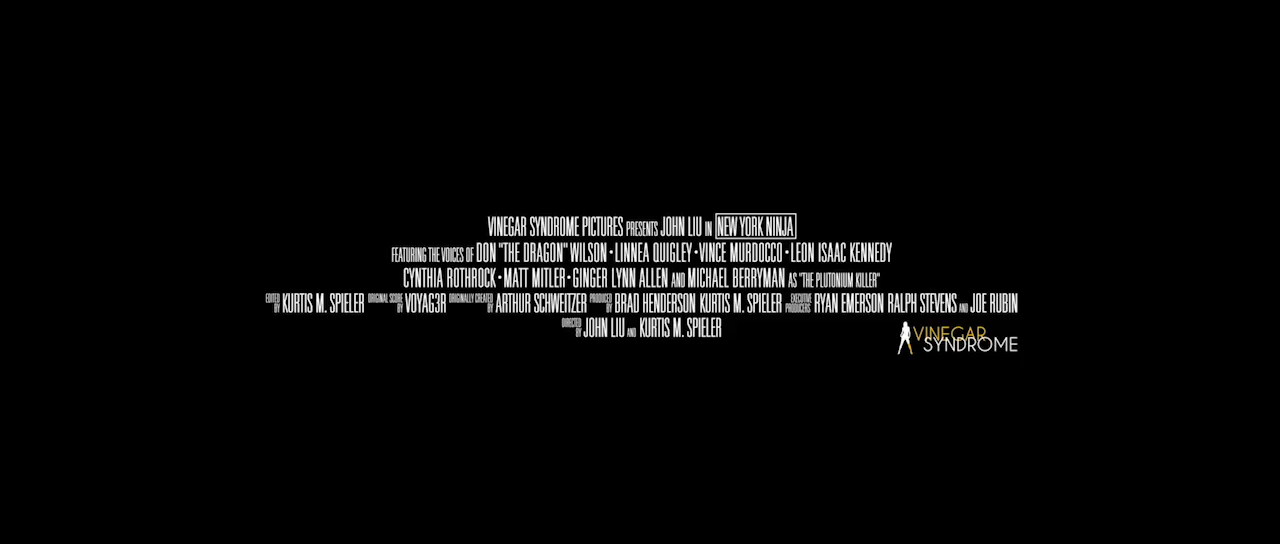 VINEGAR SYNDROME PICTURES PRESENTS JOHN LIU IN NEW YORK NINJA
FEATURING THE VOICES OF DON "THE DRAGON" WILSON • LINNEA QUIGLEY • VINCE MURDOCCO • LEON ISAAC KENNEDY
CYNTHIA ROTHROCK • MATT MITLER • GINGER LYNN ALLEN AND MICHAEL BERRYMAN AS "THE PLUTONIUM KILLER"
EDITED BY KURTIS M. SPIELER ORIGINAL SCORE BY VOYAG3R ORIGINALLY CREATED BY ARTHUR SCHWEITZER PRODUCED BY BRAD HENDERSON KURTIS M. SPIELER EXECUTIVE PRODUCERS RYAN EMERSON RALPH STEVENS AND JOE RUBIN
DIRECTED BY JOHN LIU AND KURTIS M. SPIELER
VINEGAR
SYNDROME